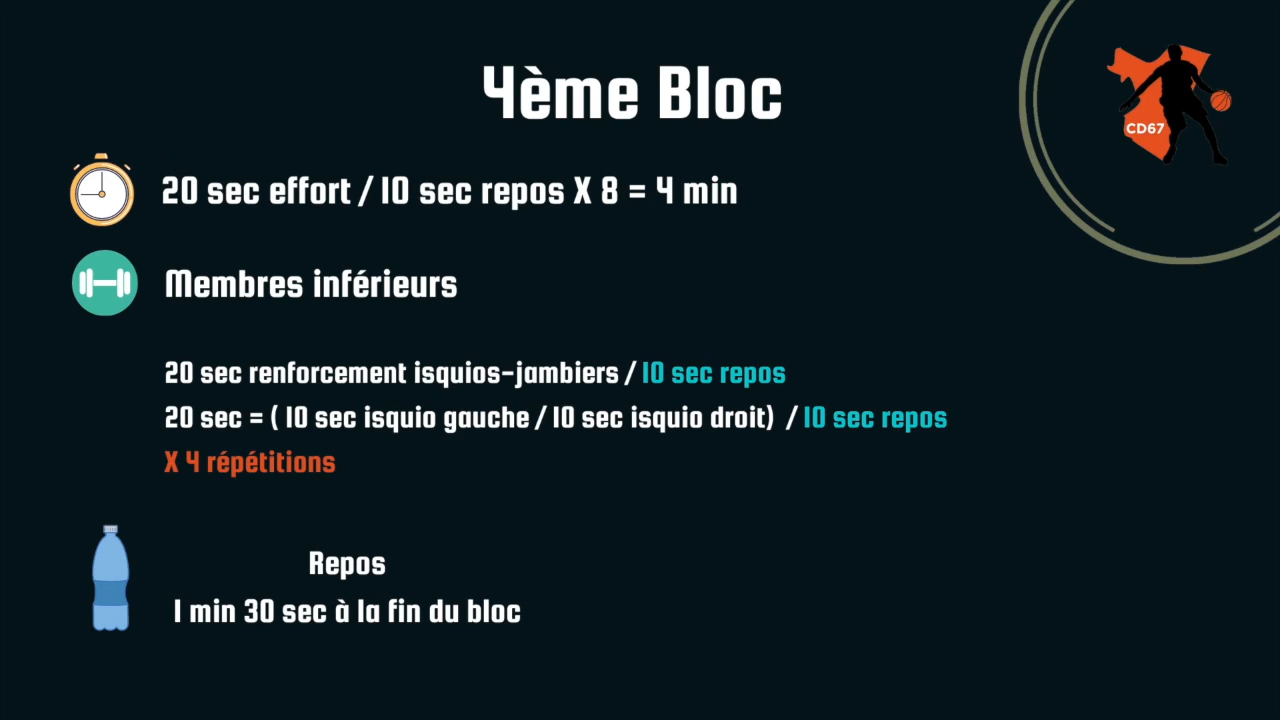 4ème Bloc
CD67
20 sec effort / 10 sec repos X 8 = 4 min
Membres inférieurs
20 sec renforcement isquios-jambiers / 10 sec repos
20 sec = ( 10 sec isquio gauche / 10 sec isquio droit) / 10 sec repos
X 4 répétitions
Repos
1 min 30 sec à la fin du bloc